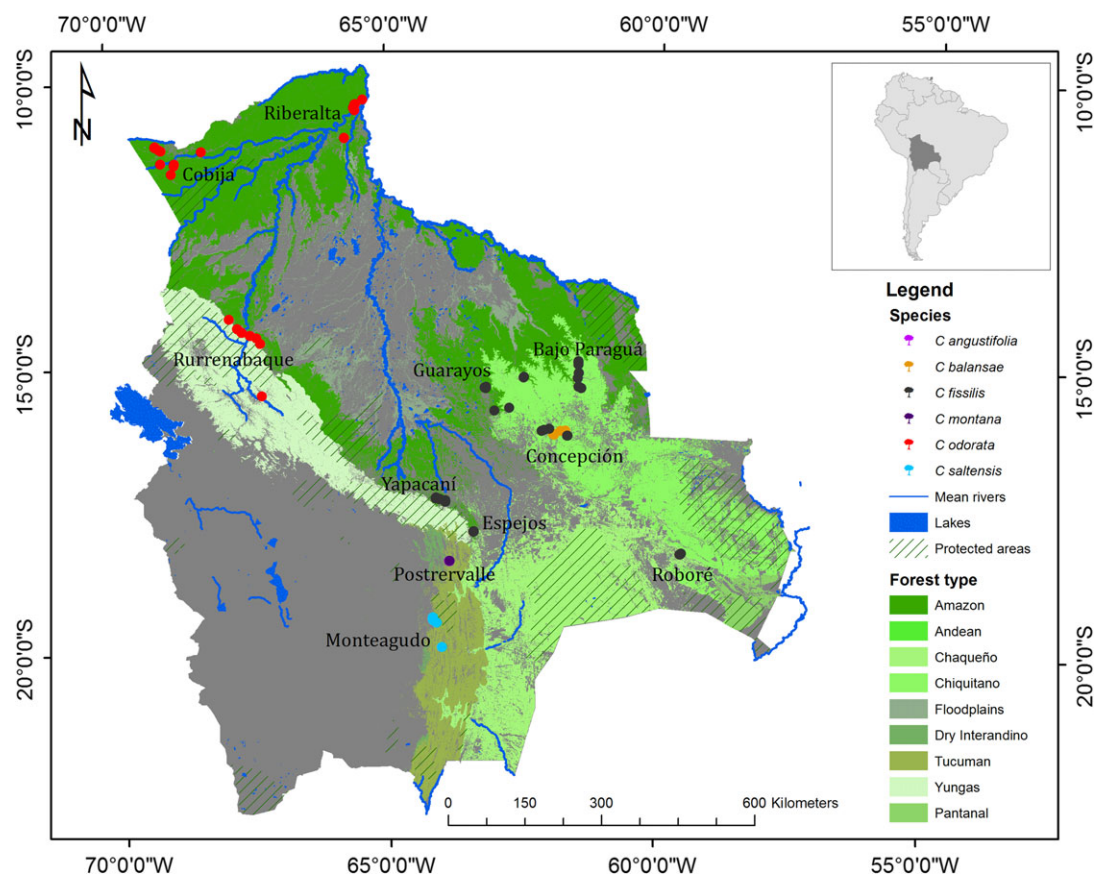 70°0'0"W 65°0'0"W 60°0'0"W 55°0'0"W
10°0'0"S
10°0'0"S
N
Riberalta
Cobija
Rurrenabaque
15°0'0"S
15°0'0"S
Bajo Paraguá
Guarayos
Concepción
Yapacaní
Espejos
Postrervalle
Roboré
Monteagudo
20°0'0"S
20°0'0"S
Legend
Species
C angustifolia
C balansae
C fissilis
C montana
C odorata
C saltensis
Mean rivers
Lakes
Protected areas
Forest type
Amazon
Andean
Chaqueño
Chiquitano
Floodplains
Dry Interandino
Tucuman
Yungas
Pantanal
0 150 300 600 Kilometers
70°0'0"W 65°0'0"W 60°0'0"W 55°0'0"W